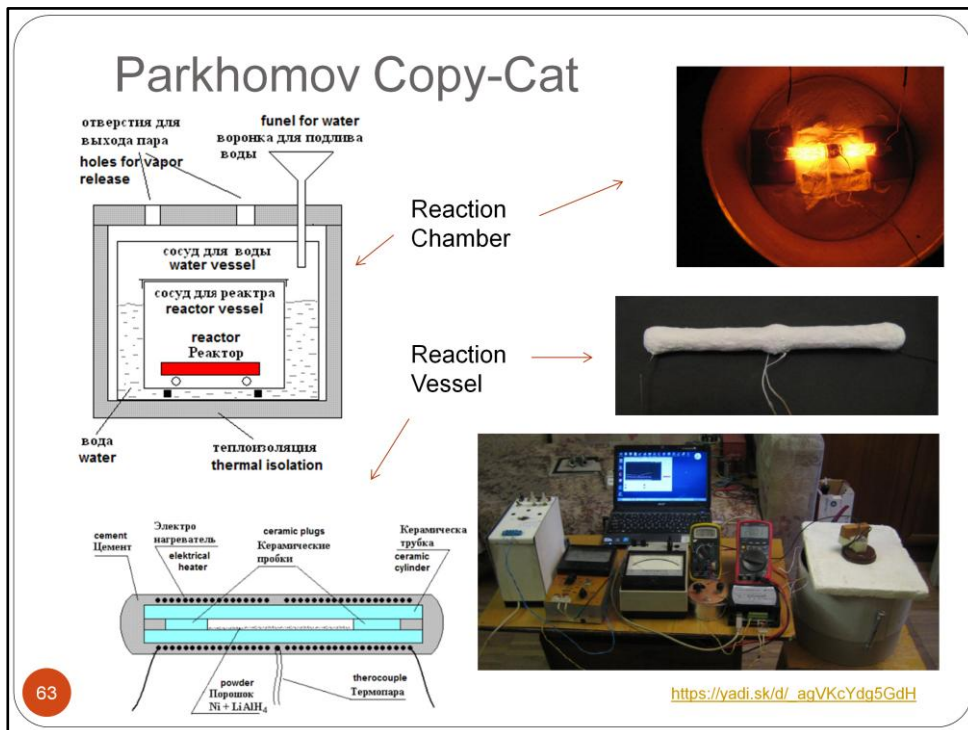 Parkhomov Copy-Cat
отверстия для
выхода пара
holes for vapor
release
funel for water
воронка для подлива
воды
сосуд для воды
water vessel
сосуд для реактра
reactor vessel
reactor
Реактор
вода
water
теплоизоляция
thermal isolation
Reaction
Chamber
Reaction
Vessel
cement
Цемент
Электро
нагреватель
elektrical
heater
ceramic plugs
Керамические
пробки
Керамическа
трубка
ceramic
cylinder
powder
Порошок
Ni + LiAlH4
therocouple
Термопара
63
https://yadi.sk/d/_agVKcYdg5GdH